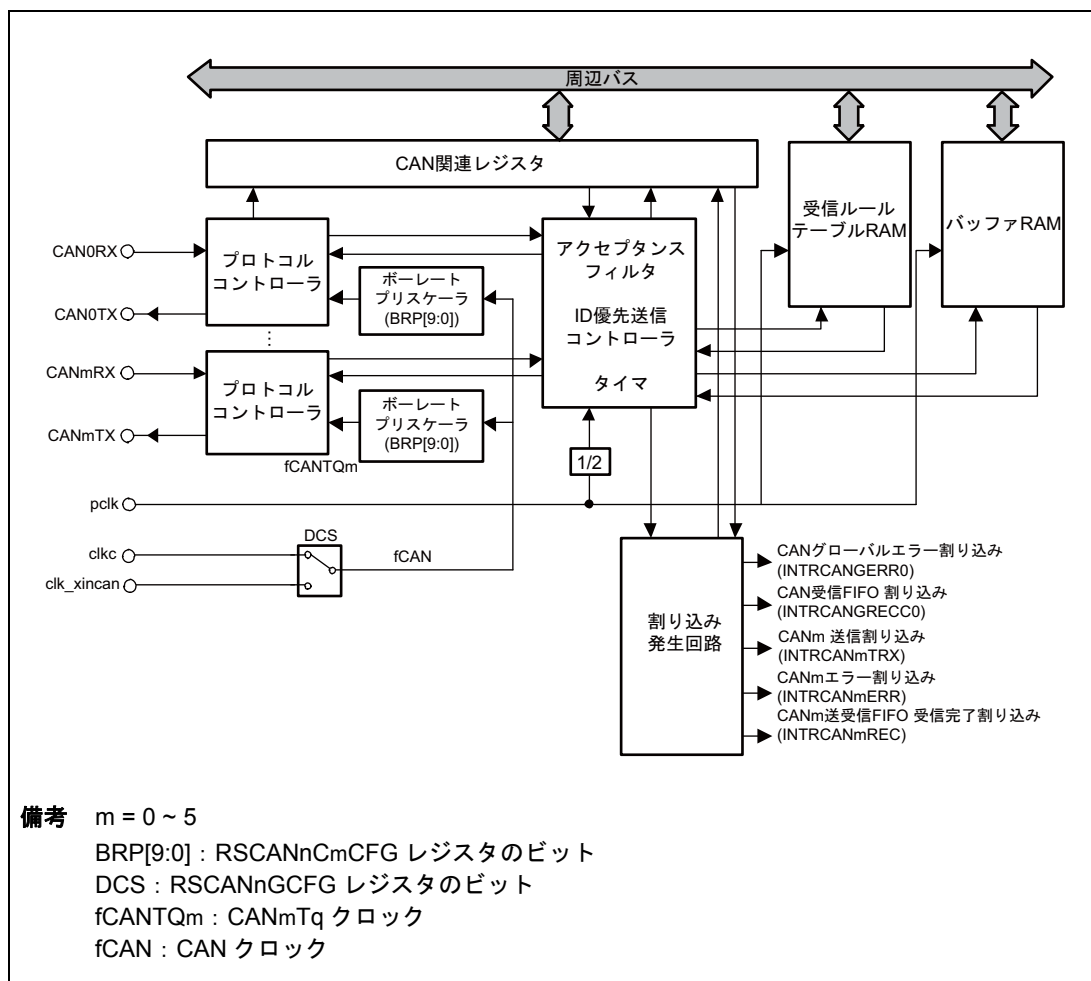 周辺バス
CAN関連レジスタ
受信ルール
テーブルRAM
バッファRAM
CAN0RX
CAN0TX
プロトコル
コントローラ
ボーレート
プリスケーラ
(BRP[9:0])
アクセプタンス
フィルタ
ID優先送信
コントローラ
タイマ
⋮
CANmRX
CANmTX
プロトコル
コントローラ
ボーレート
プリスケーラ
(BRP[9:0])
fCANTQm
1/2
pclk
clkc
clk_xincan
DCS
fCAN
割り込み
発生回路
CANグローバルエラー割り込み
(INTRCANGERR0)
CAN受信FIFO 割り込み
(INTRCANGRECC0)
CANm 送信割り込み
(INTRCANmTRX)
CANmエラー割り込み
(INTRCANmERR)
CANm送受信FIFO 受信完了割り込み
(INTRCANmREC)
備考 m = 0 ~ 5
BRP[9:0] : RSCANnCmCFG レジスタのビット
DCS : RSCANnGCFG レジスタのビット
fCANTQm : CANmTq クロック
fCAN : CAN クロック